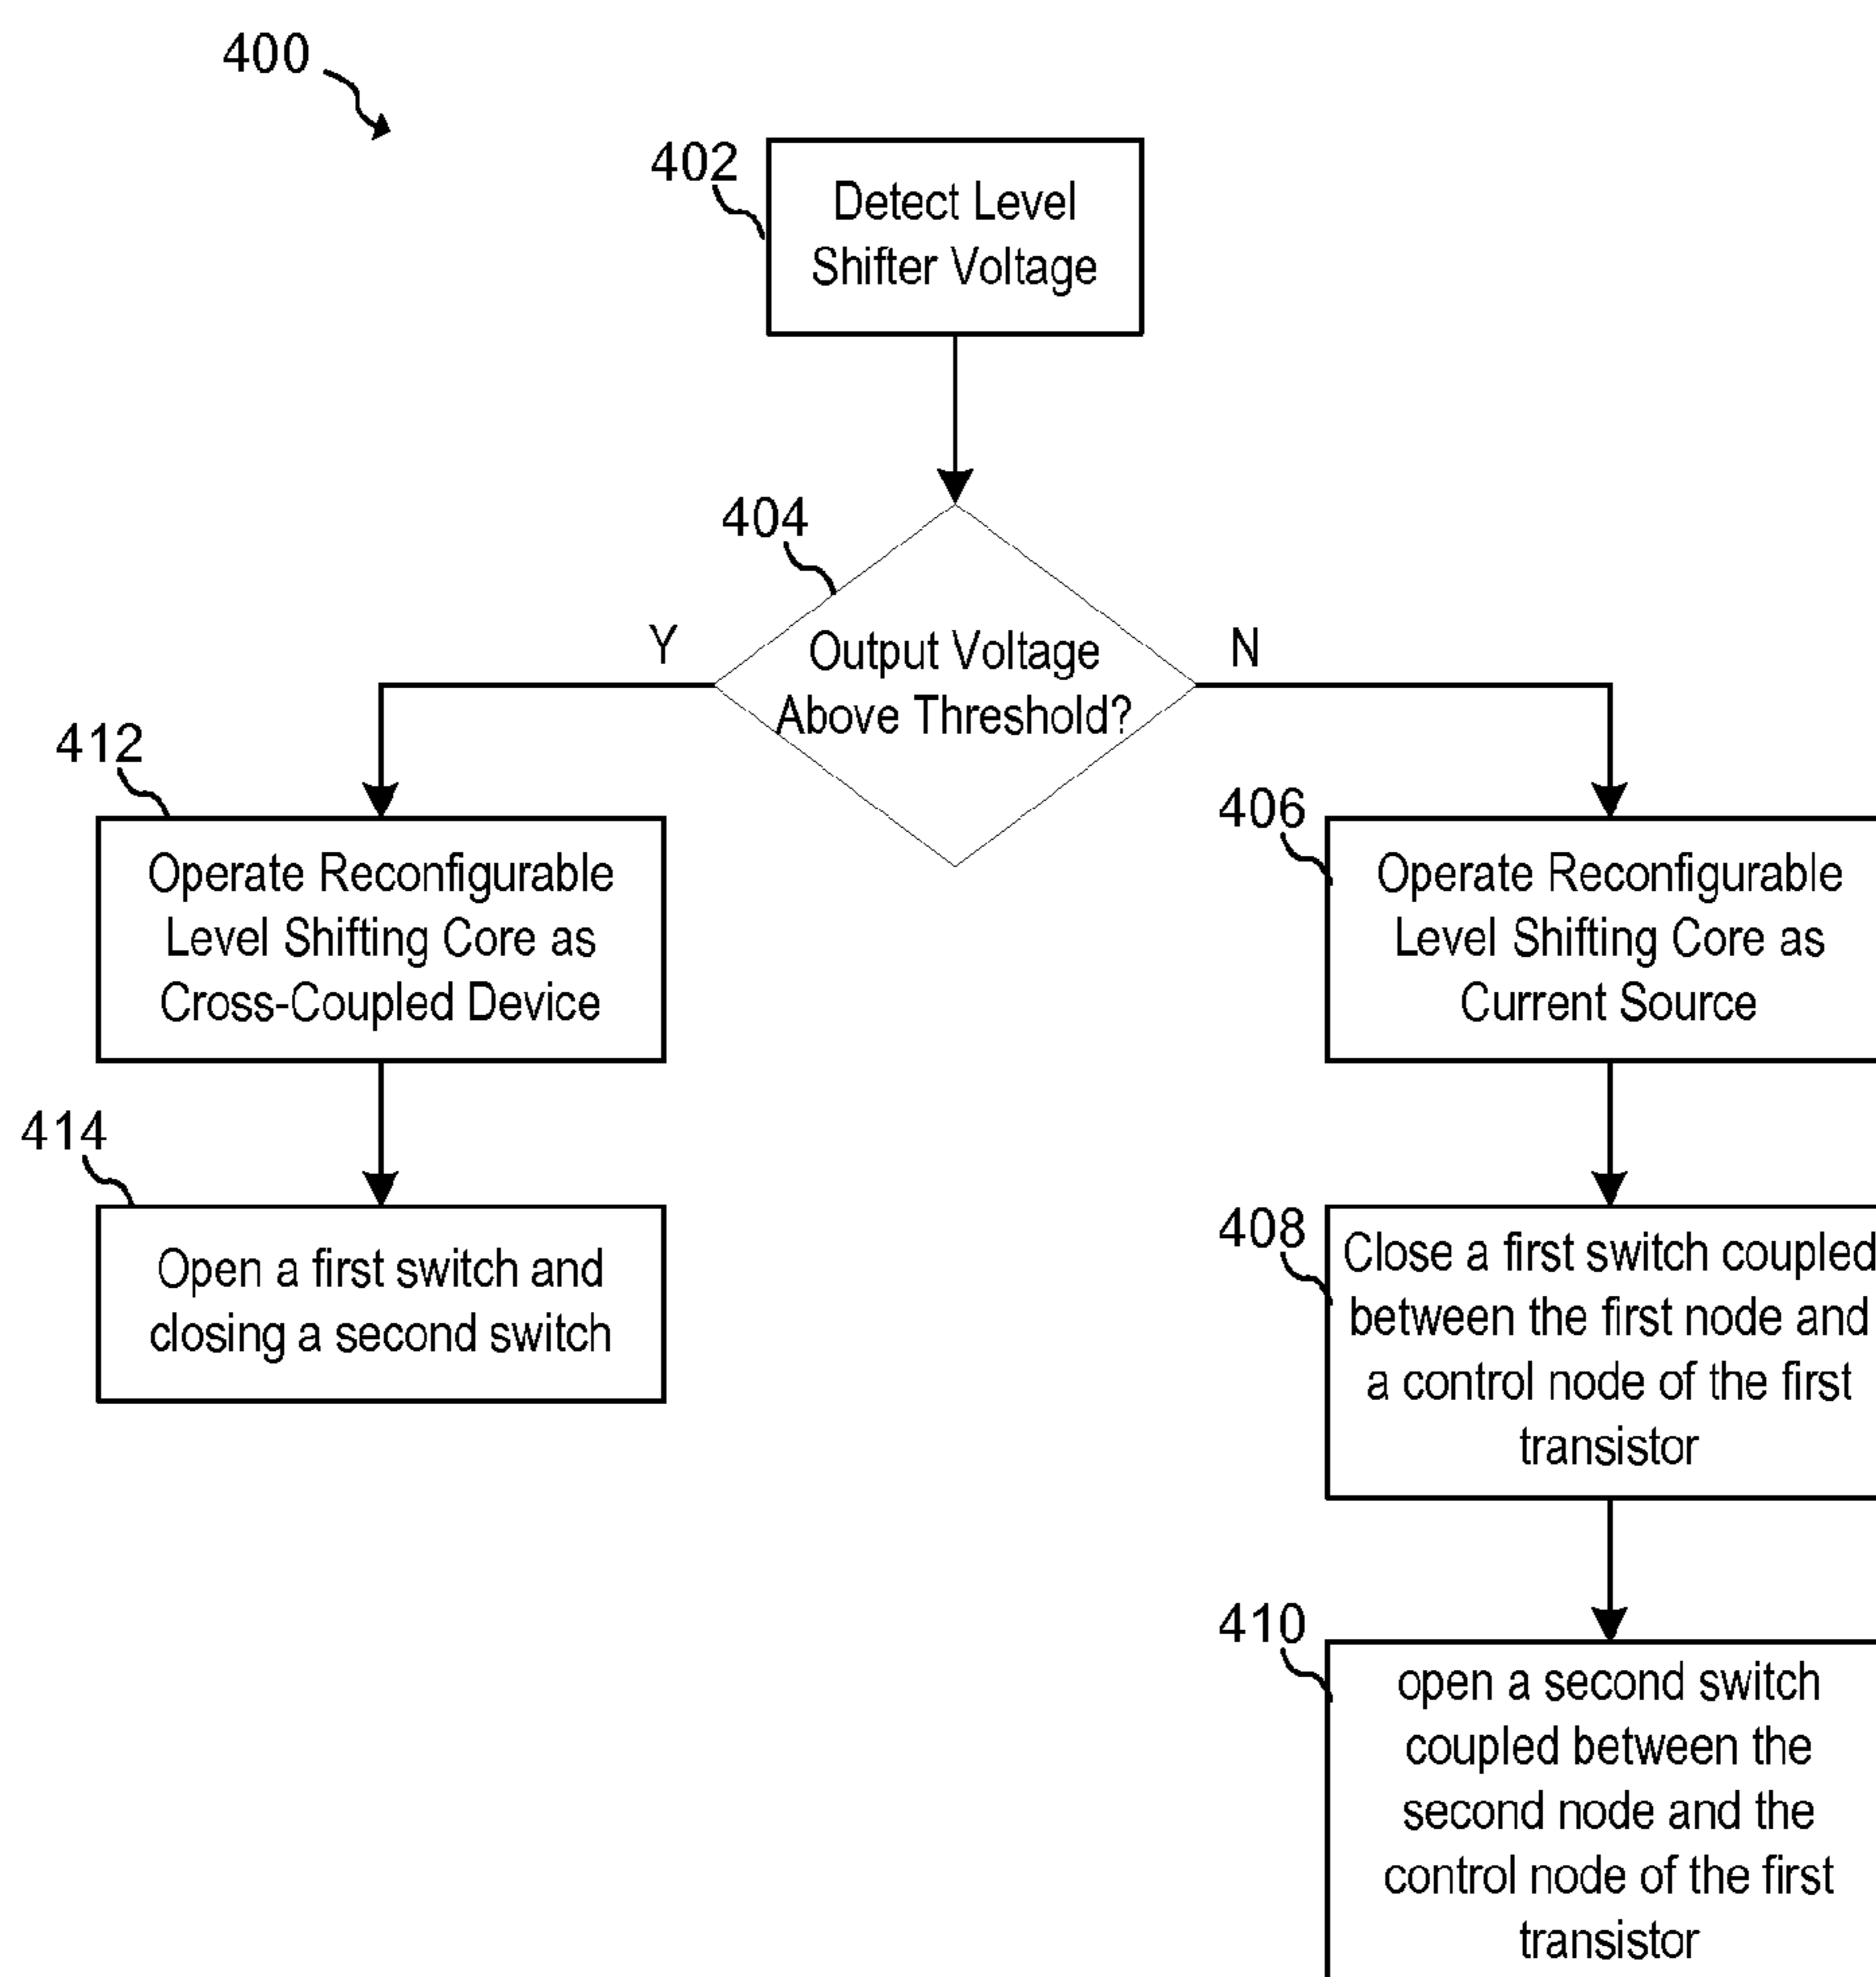 400
402
Detect Level
Shifter Voltage
404
Y
Output Voltage
Above Threshold?
N
412
Operate Reconfigurable
Level Shifting Core as
Cross-Coupled Device
406
Operate Reconfigurable
Level Shifting Core as
Current Source
414
Open a first switch and
closing a second switch
408
Close a first switch coupled
between the first node and
a control node of the first
transistor
410
open a second switch
coupled between the
second node and the
control node of the first
transistor